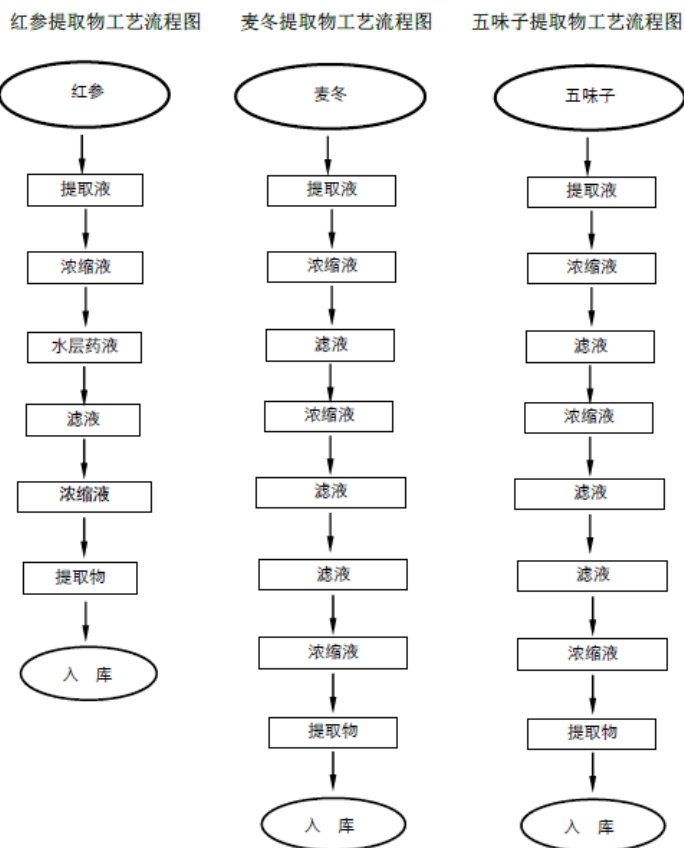 红参提取物工艺流程图
红参
提取液
浓缩液
水层药液
滤液
浓缩液
提取物
入 库
麦冬提取物工艺流程图
麦冬
提取液
浓缩液
滤液
浓缩液
滤液
滤液
浓缩液
提取物
入 库
五味子提取物工艺流程图
五味子
提取液
浓缩液
滤液
浓缩液
滤液
滤液
浓缩液
提取物
入 库